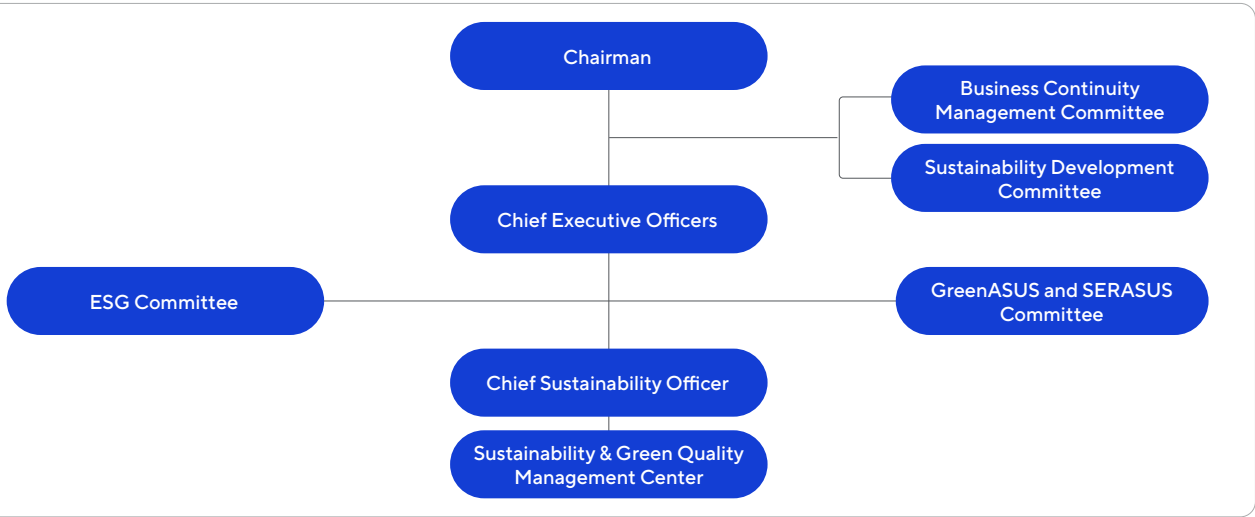 Chairman
Business Continuity
Management Committee
Sustainability Development
Committee
Chief Executive Officers
ESG Committee
GreenASUS and SERASUS
Committee
Chief Sustainability Officer
Sustainability & Green Quality
Management Center